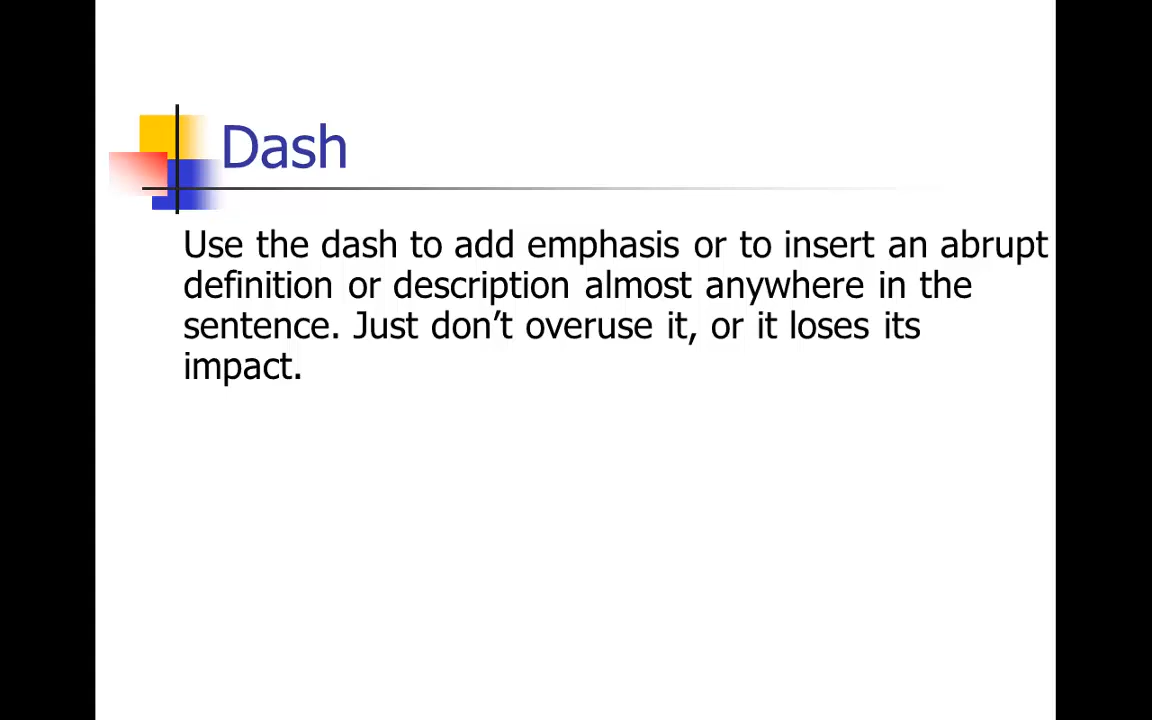 Dash
Use the dash to add emphasis or to insert an abrupt
definition or description almost anywhere in the
sentence. Just don’t overuse it, or it loses its
impact.